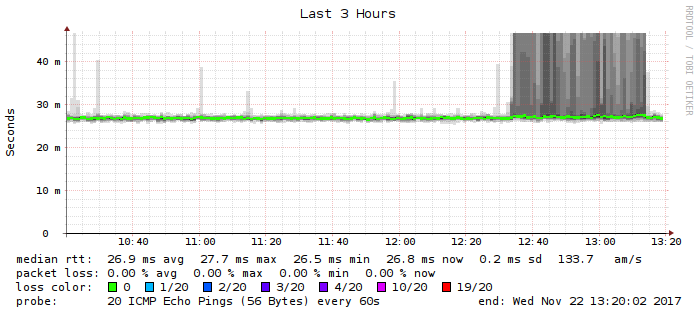 Last 3 Hours
RRDTOOL / TOBI OETIKER
Seconds
40 m
30 m
20 m
10 m
0
10:40 11:00 11:20 11:40 12:00 12:20 12:40 13:00 13:20
median rtt: 26.9 ms avg 27.7 ms max 26.5 ms min 26.8 ms now 0.2 ms sd 133.7 am/s
packet loss: 0.00 % avg 0.00 % max 0.00 % min 0.00 % now
loss color: 0 1/20 2/20 3/20 4/20 10/20 19/20
probe: 20 ICMP Echo Pings (56 Bytes) every 60s end: Wed Nov 22 13:20:02 2017